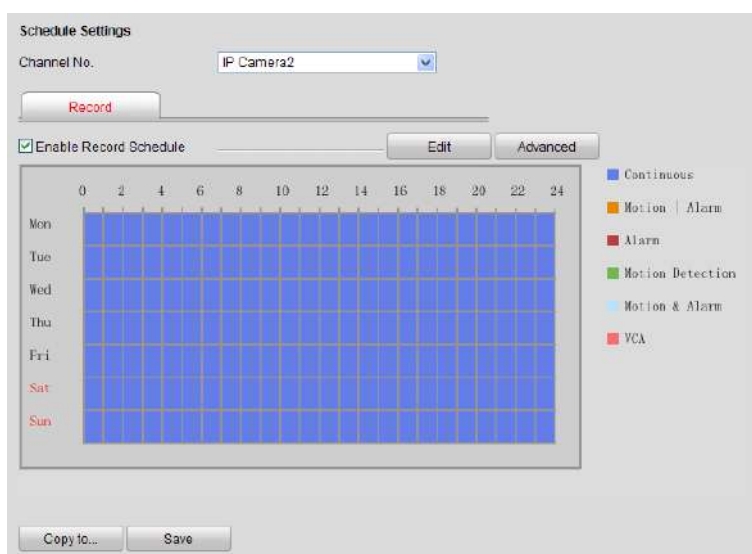 Schedule Settings
Channel No. IP Camera2
Record
Enable Record Schedule Edit Advanced
0 2 4 6 8 10 12 14 16 18 20 22 24
Mon
Tue
Wed
Thu
Fri
Sat
Sun
Continuous
Motion | Alarm
Alarm
Motion Detection
Motion & Alarm
VCA
Copy to... Save